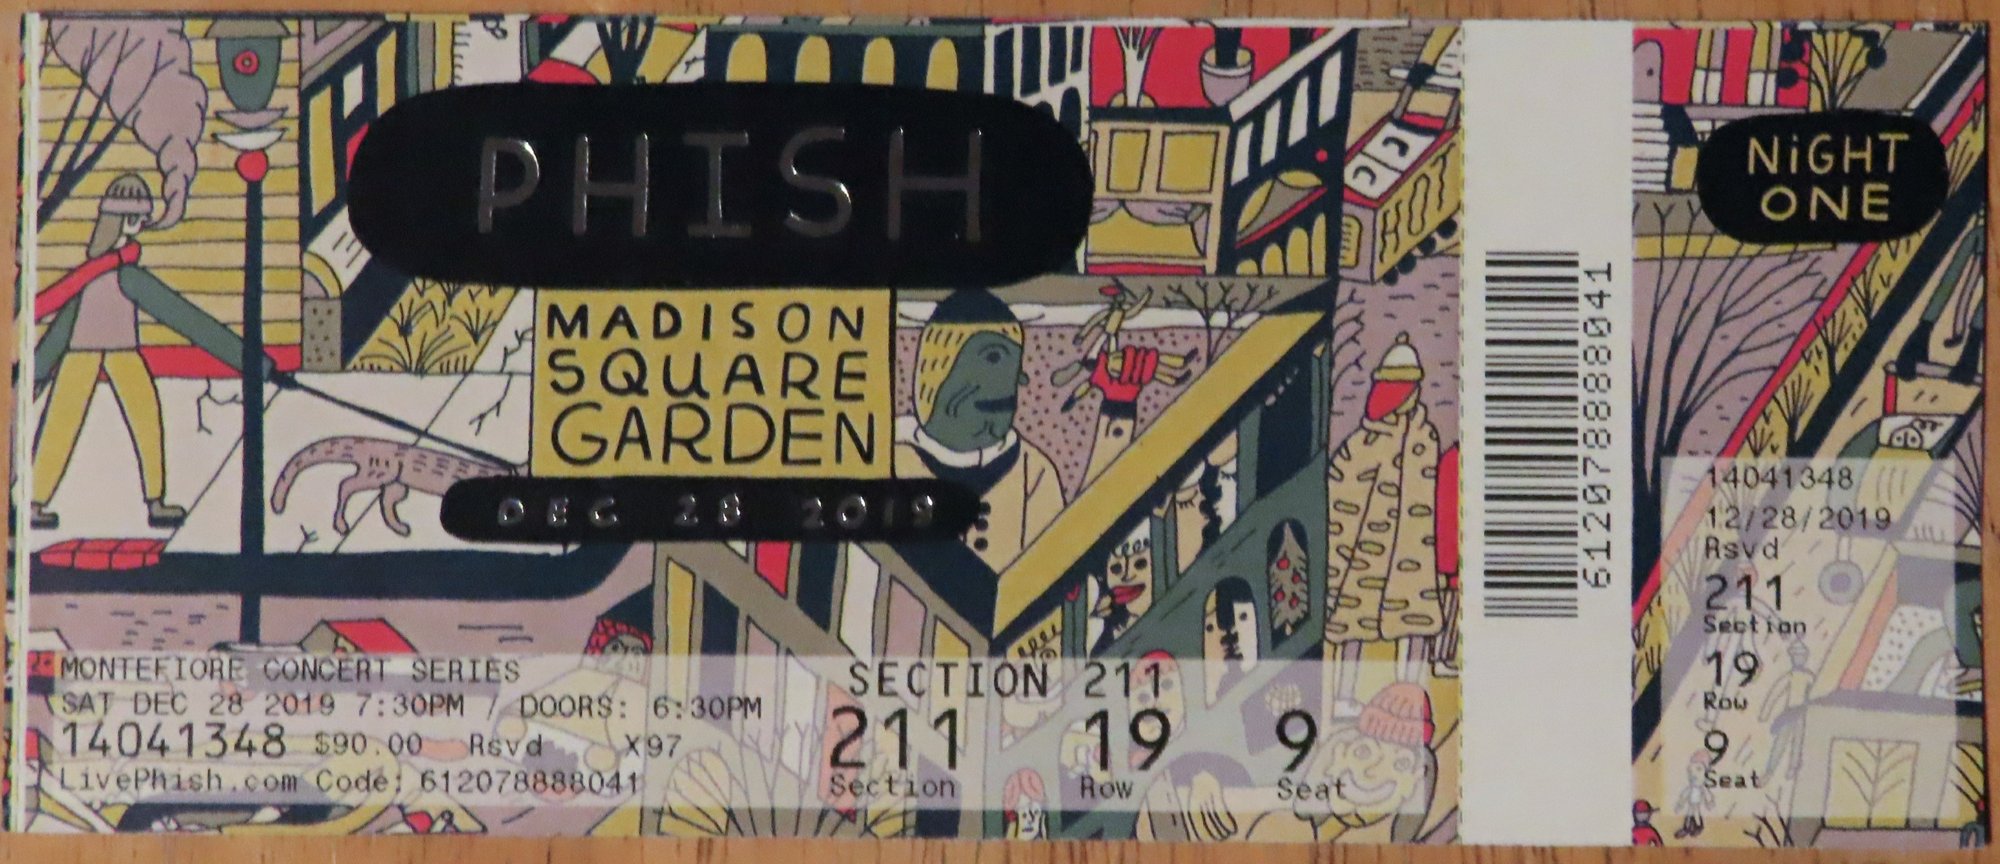 PHISH
MADISON
SQUARE
GARDEN
DEC 28 2019
HOT
MONTEFIORE CONCERT SERIES
SAT DEC 28 2019 7:30PM / DOORS: 6:30PM
14041348 $90.00 Rsvd X97
LivePhish.com Code: 612078888041
SECTION 211
211 19 9
Section Row Seat
612078888041
NiGHT
ONE
14041348
12/28/2019
Rsvd
211
Section
19
Row
9
Seat